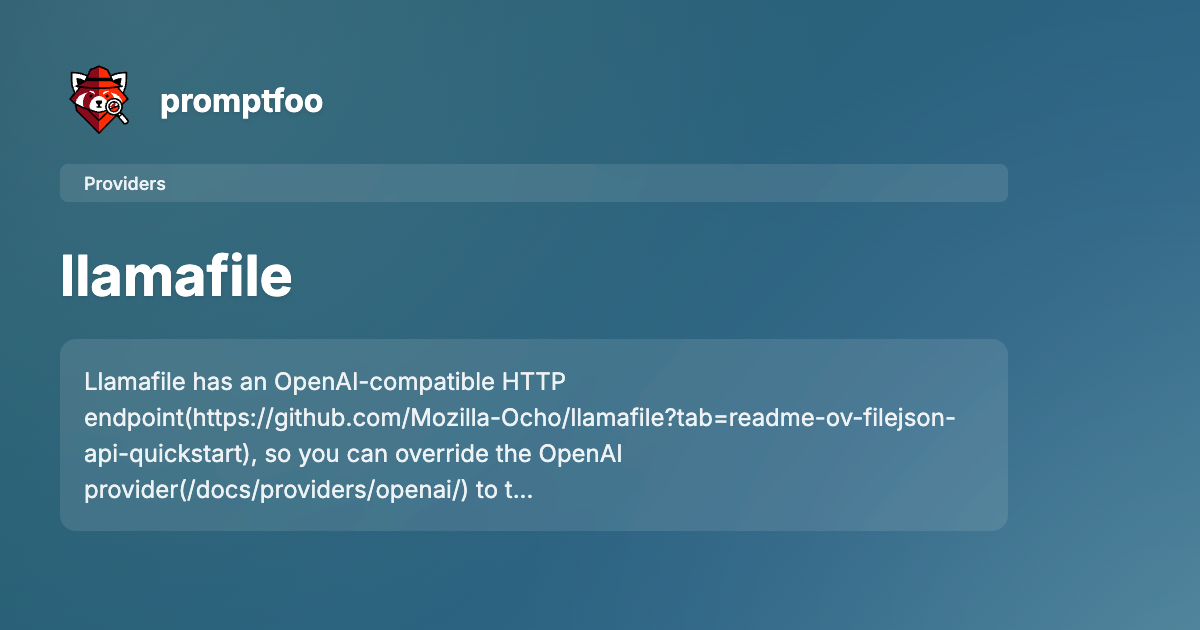 promptfoo
Providers
llamafile
Llamafile has an OpenAI-compatible HTTP
endpoint(https://github.com/Mozilla-Ocho/llamafile?tab=readme-ov-filejson-
api-quickstart), so you can override the OpenAI
provider(/docs/providers/openai/) to t...